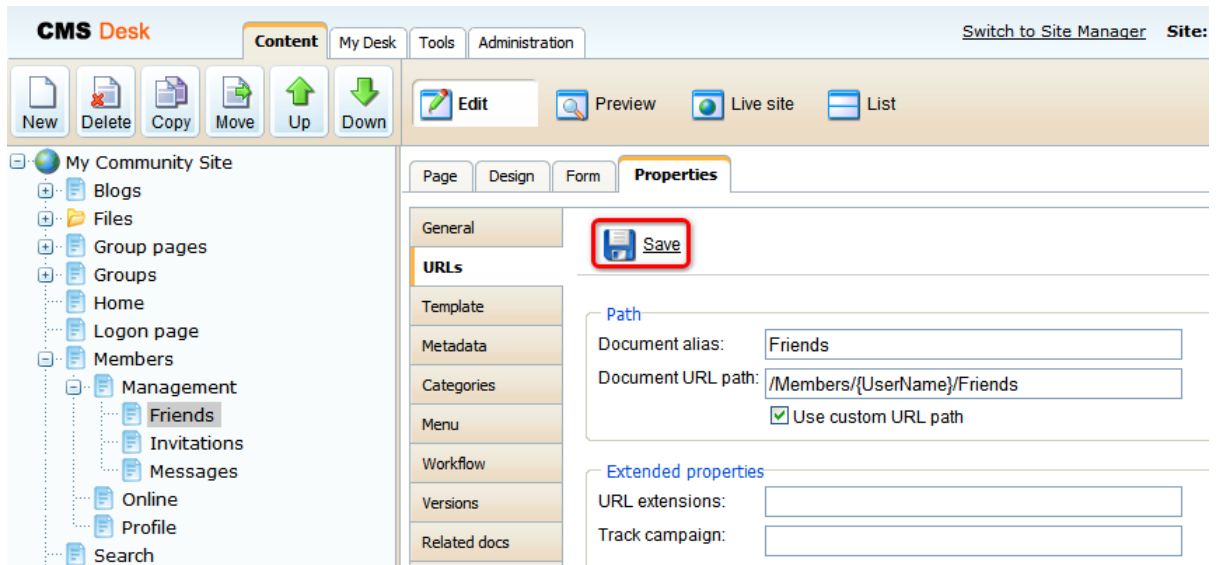 CMS Desk
Content My Desk Tools Administration
Switch to Site Manager Site:
New Delete Copy Move Up Down
Edit Preview Live site List
My Community Site
Blogs
Files
Group pages
Groups
Home
Logon page
Members
Management
Friends
Invitations
Messages
Online
Profile
Search
Page Design Form Properties
General
URLs
Template
Metadata
Categories
Menu
Workflow
Versions
Related docs
Save
Path
Document alias: Friends
Document URL path: /Members/{UserName}/Friends
Use custom URL path
Extended properties
URL extensions:
Track campaign: